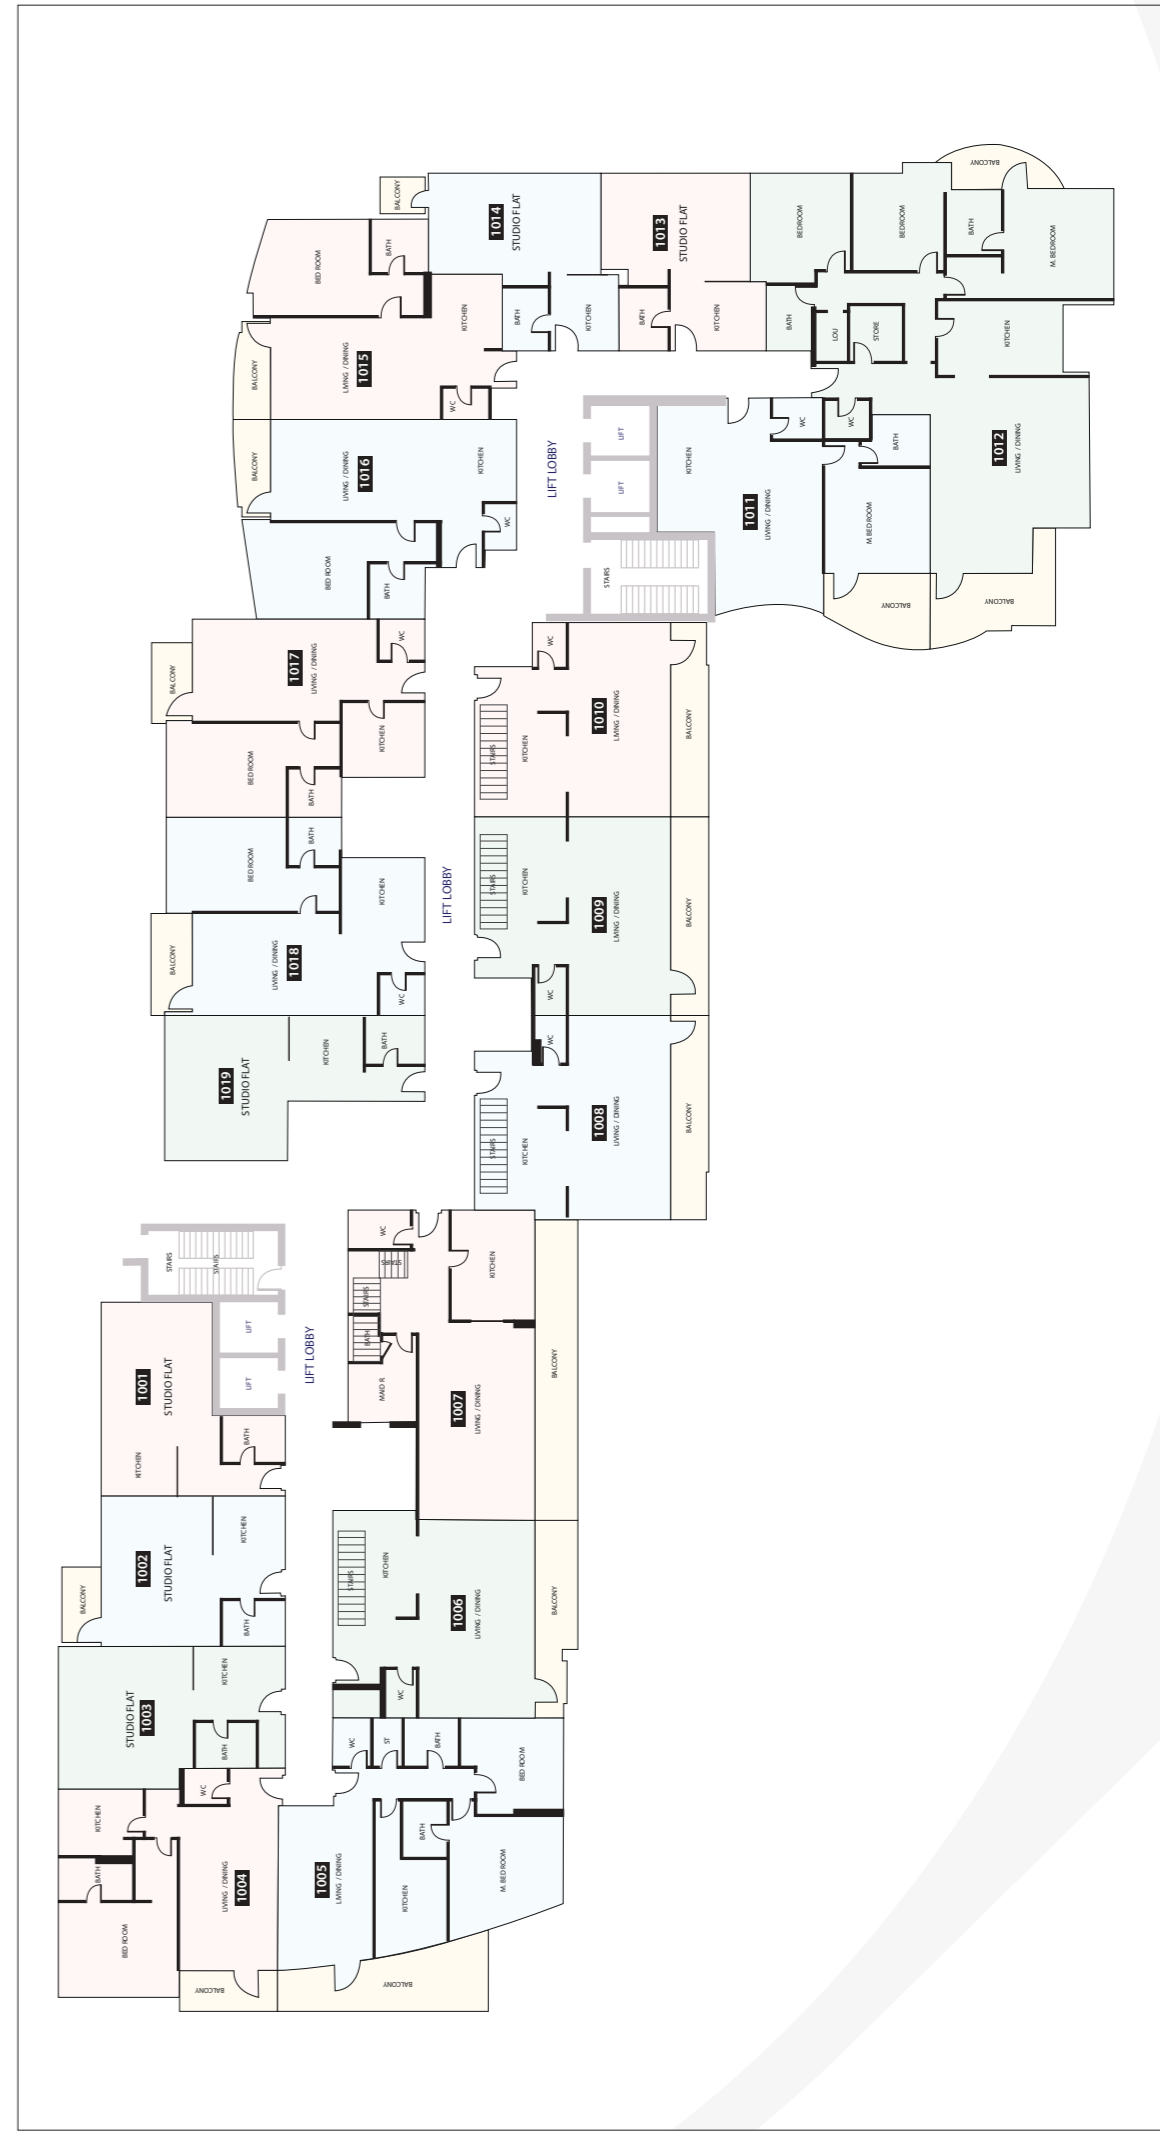 BALCONY
BALCONY
1014
STUDIO FLAT
1013
STUDIO FLAT
BEDROOM
BEDROOM
BATH
M. BEDROOM
BED ROOM
BATH
KITCHEN
BATH
KITCHEN
BATH
KITCHEN
BATH
LOU
STORE
KITCHEN
BALCONY
LIVING / DINING
1015
WC
BALCONY
LIVING / DINING
1016
KITCHEN
WC
LIFT LOBBY
LIFT
LIFT
KITCHEN
WC
WC
BATH
1012
LIVING / DINING
1011
LIVING / DINING
M. BED ROOM
BED ROOM
BATH
STAIRS
BALCONY
BALCONY
BALCONY
1017
LIVING / DINING
WC
WC
KITCHEN
BEDROOM
BATH
STAIRS
KITCHEN
1010
LIVING / DINING
BALCONY
BEDROOM
BATH
KITCHEN
LIFT LOBBY
STAIRS
KITCHEN
1009
LIVING / DINING
BALCONY
BALCONY
LIVING / DINING
1018
WC
WC
1019
STUDIO FLAT
KITCHEN
BATH
WC
STAIRS
KITCHEN
1008
LIVING / DINING
BALCONY
STAIRS
STAIRS
WC
STAIRS
STAIRS
KITCHEN
LIFT
LIFT
LIFT LOBBY
BATH
MAID R.
1001
STUDIO FLAT
KITCHEN
BATH
1007
LIVING / DINING
BALCONY
1002
STUDIO FLAT
KITCHEN
BALCONY
BATH
STAIRS
KITCHEN
1006
LIVING / DINING
BALCONY
WC
STUDIO FLAT
1003
KITCHEN
BATH
WC
ST
BATH
BED ROOM
KITCHEN
WC
BATH
BED ROOM
LIVING / DINING
1004
1005
LIVING / DINING
BATH
KITCHEN
M. BED ROOM
BALCONY
BALCONY